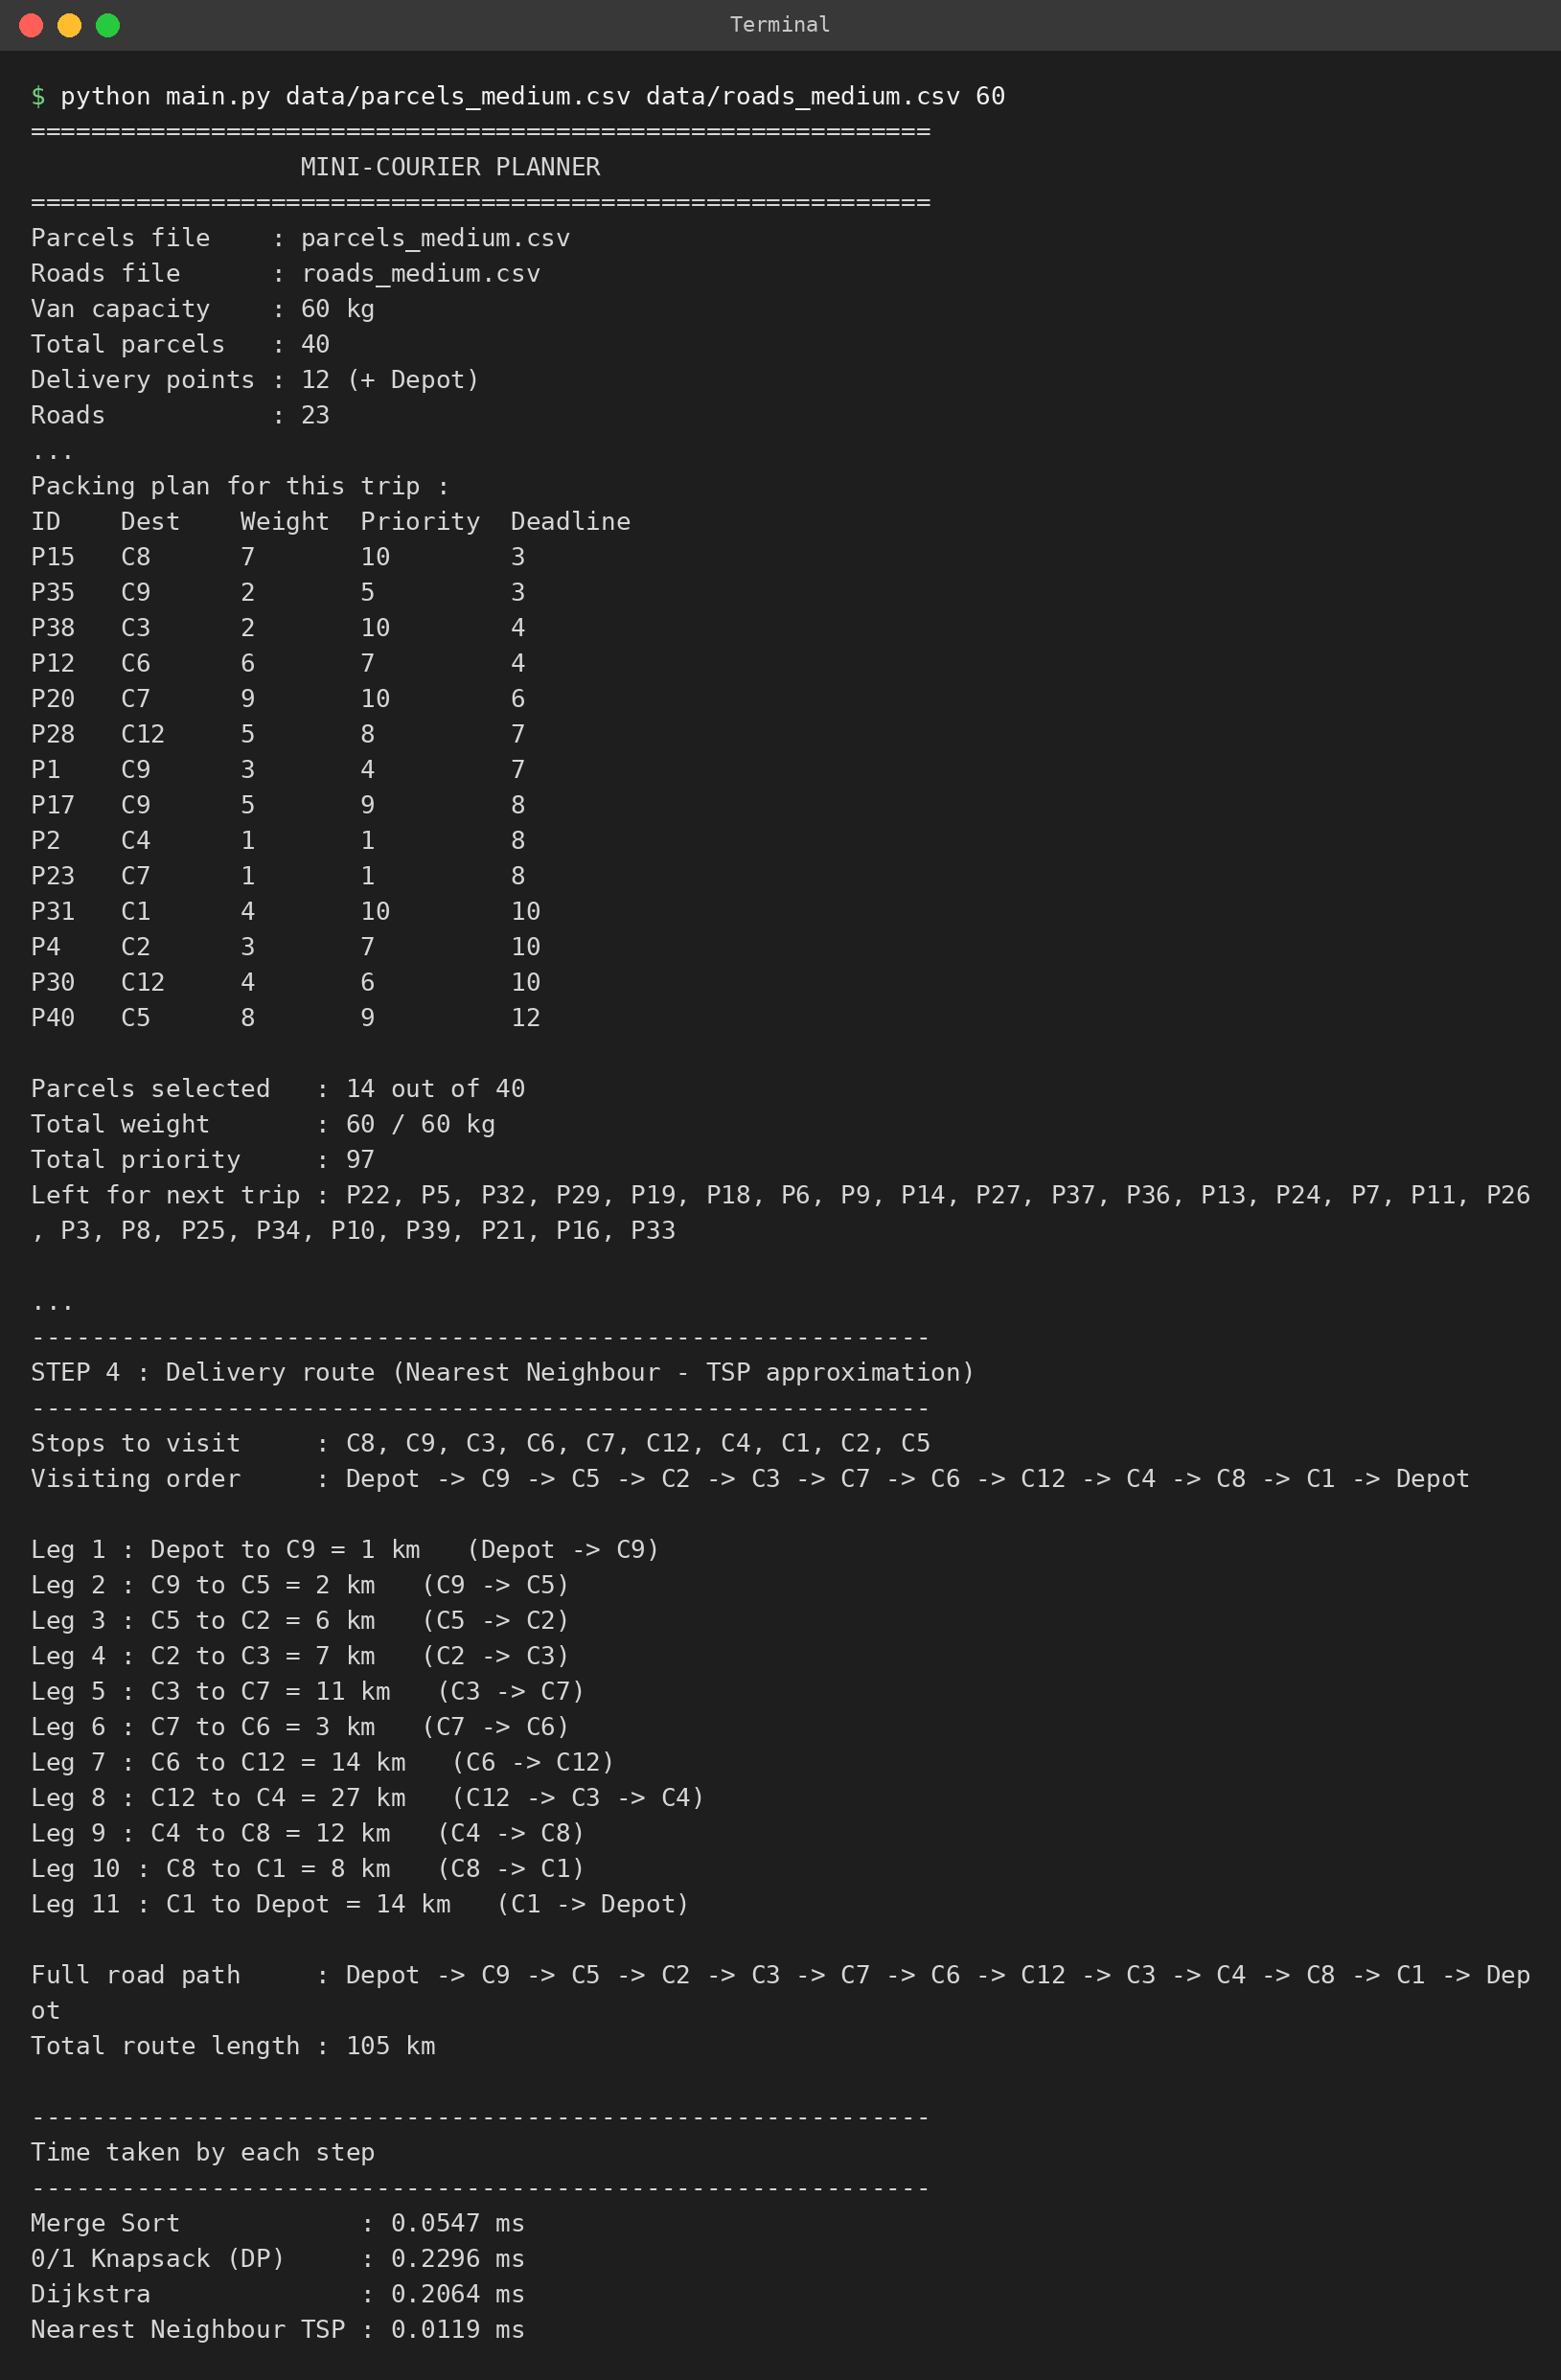 Terminal
$ python main.py data/parcels_medium.csv data/roads_medium.csv 60
============================================================
                  MINI-COURIER PLANNER
============================================================
Parcels file    : parcels_medium.csv
Roads file      : roads_medium.csv
Van capacity    : 60 kg
Total parcels   : 40
Delivery points : 12 (+ Depot)
Roads           : 23
...
Packing plan for this trip :
ID    Dest    Weight  Priority  Deadline
P15   C8      7       10        3
P35   C9      2       5         3
P38   C3      2       10        4
P12   C6      6       7         4
P20   C7      9       10        6
P28   C12     5       8         7
P1    C9      3       4         7
P17   C9      5       9         8
P2    C4      1       1         8
P23   C7      1       1         8
P31   C1      4       10        10
P4    C2      3       7         10
P30   C12     4       6         10
P40   C5      8       9         12

Parcels selected   : 14 out of 40
Total weight       : 60 / 60 kg
Total priority     : 97
Left for next trip : P22, P5, P32, P29, P19, P18, P6, P9, P14, P27, P37, P36, P13, P24, P7, P11, P26
, P3, P8, P25, P34, P10, P39, P21, P16, P33

...
------------------------------------------------------------
STEP 4 : Delivery route (Nearest Neighbour - TSP approximation)
------------------------------------------------------------
Stops to visit     : C8, C9, C3, C6, C7, C12, C4, C1, C2, C5
Visiting order     : Depot -> C9 -> C5 -> C2 -> C3 -> C7 -> C6 -> C12 -> C4 -> C8 -> C1 -> Depot

Leg 1 : Depot to C9 = 1 km   (Depot -> C9)
Leg 2 : C9 to C5 = 2 km   (C9 -> C5)
Leg 3 : C5 to C2 = 6 km   (C5 -> C2)
Leg 4 : C2 to C3 = 7 km   (C2 -> C3)
Leg 5 : C3 to C7 = 11 km   (C3 -> C7)
Leg 6 : C7 to C6 = 3 km   (C7 -> C6)
Leg 7 : C6 to C12 = 14 km   (C6 -> C12)
Leg 8 : C12 to C4 = 27 km   (C12 -> C3 -> C4)
Leg 9 : C4 to C8 = 12 km   (C4 -> C8)
Leg 10 : C8 to C1 = 8 km   (C8 -> C1)
Leg 11 : C1 to Depot = 14 km   (C1 -> Depot)

Full road path     : Depot -> C9 -> C5 -> C2 -> C3 -> C7 -> C6 -> C12 -> C3 -> C4 -> C8 -> C1 -> Dep
ot
Total route length : 105 km

------------------------------------------------------------
Time taken by each step
------------------------------------------------------------
Merge Sort            : 0.0547 ms
0/1 Knapsack (DP)     : 0.2296 ms
Dijkstra              : 0.2064 ms
Nearest Neighbour TSP : 0.0119 ms